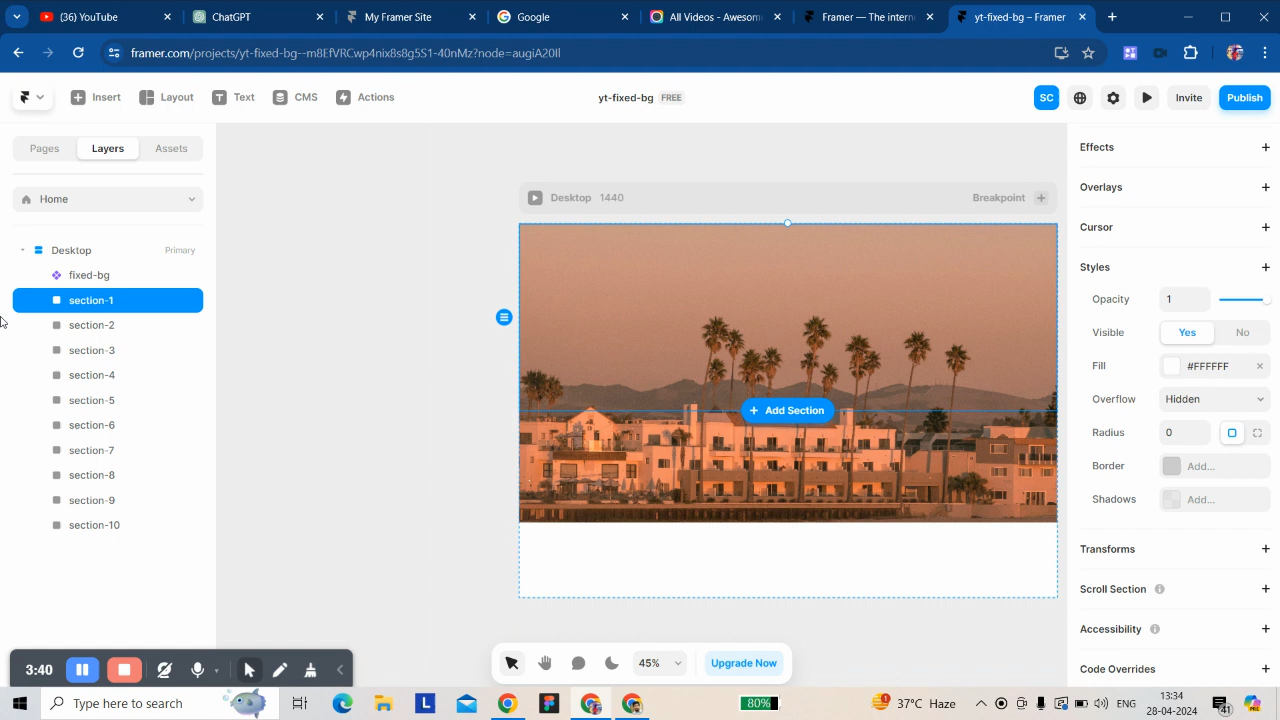 (36) YouTube
ChatGPT
My Framer Site
Google
All Videos - Awesom
Framer — The intern
yt-fixed-bg – Framer
framer.com/projects/yt-fixed-bg--m8EfVRCwp4nix8s8g5S1-40nMz?node=augiA20Il
Insert
Layout
Text
CMS
Actions
yt-fixed-bg FREE
SC
Invite
Publish
Pages
Layers
Assets
Home
Desktop
Primary
fixed-bg
section-1
section-2
section-3
section-4
section-5
section-6
section-7
section-8
section-9
section-10
Desktop 1440
Breakpoint
Add Section
Effects
Overlays
Cursor
Styles
Opacity 1
Visible Yes No
Fill #FFFFFF
Overflow Hidden
Radius 0
Border Add...
Shadows Add...
Transforms
Scroll Section
Accessibility
Code Overrides
45%
Upgrade Now
3:40
Type here to search
L
80%
1
37°C Haze
ENG
13:34
28-04-2024
41